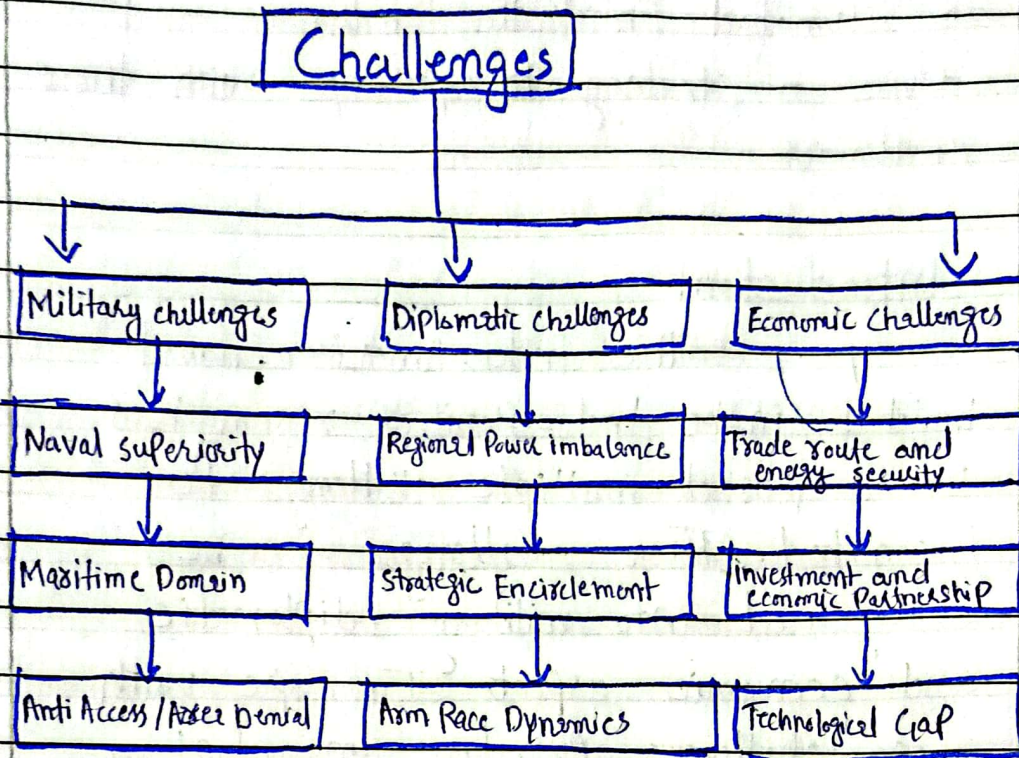 Challenges
Military challenges
Diplomatic challenges
Economic Challenges
Naval superiority
Regional Power imbalance
Trade route and
energy security
Maritime Domain
Strategic Encirclement
investment and
economic Partnership
Anti Access / Area Denial
Arm Race Dynamics
Technological Gap